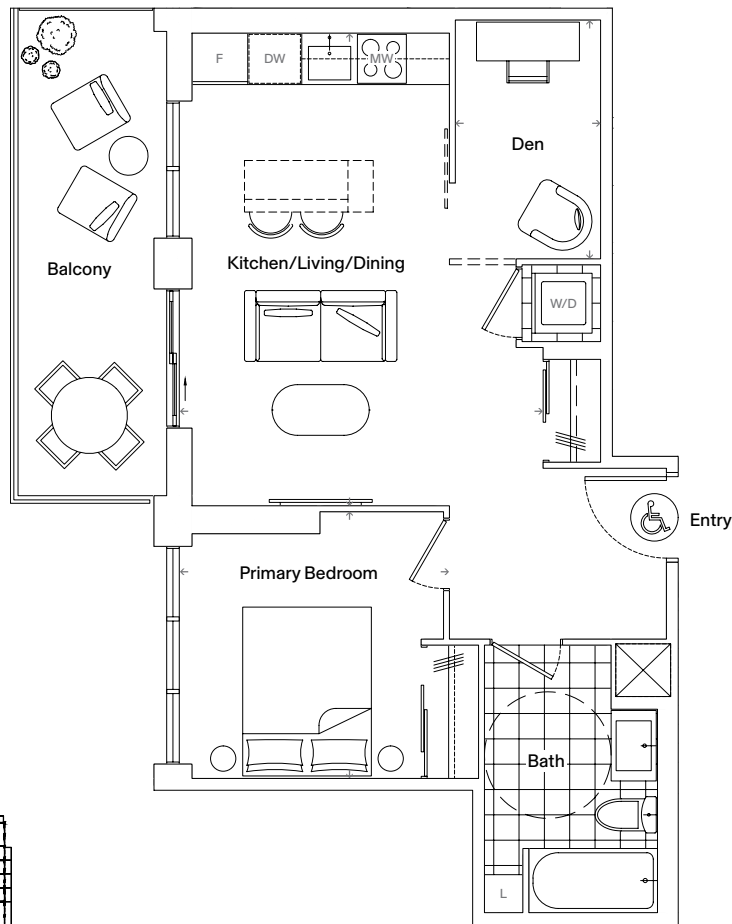 F
DW
MW
Den
Balcony
Kitchen/Living/Dining
W/D
Entry
Primary Bedroom
Bath
L